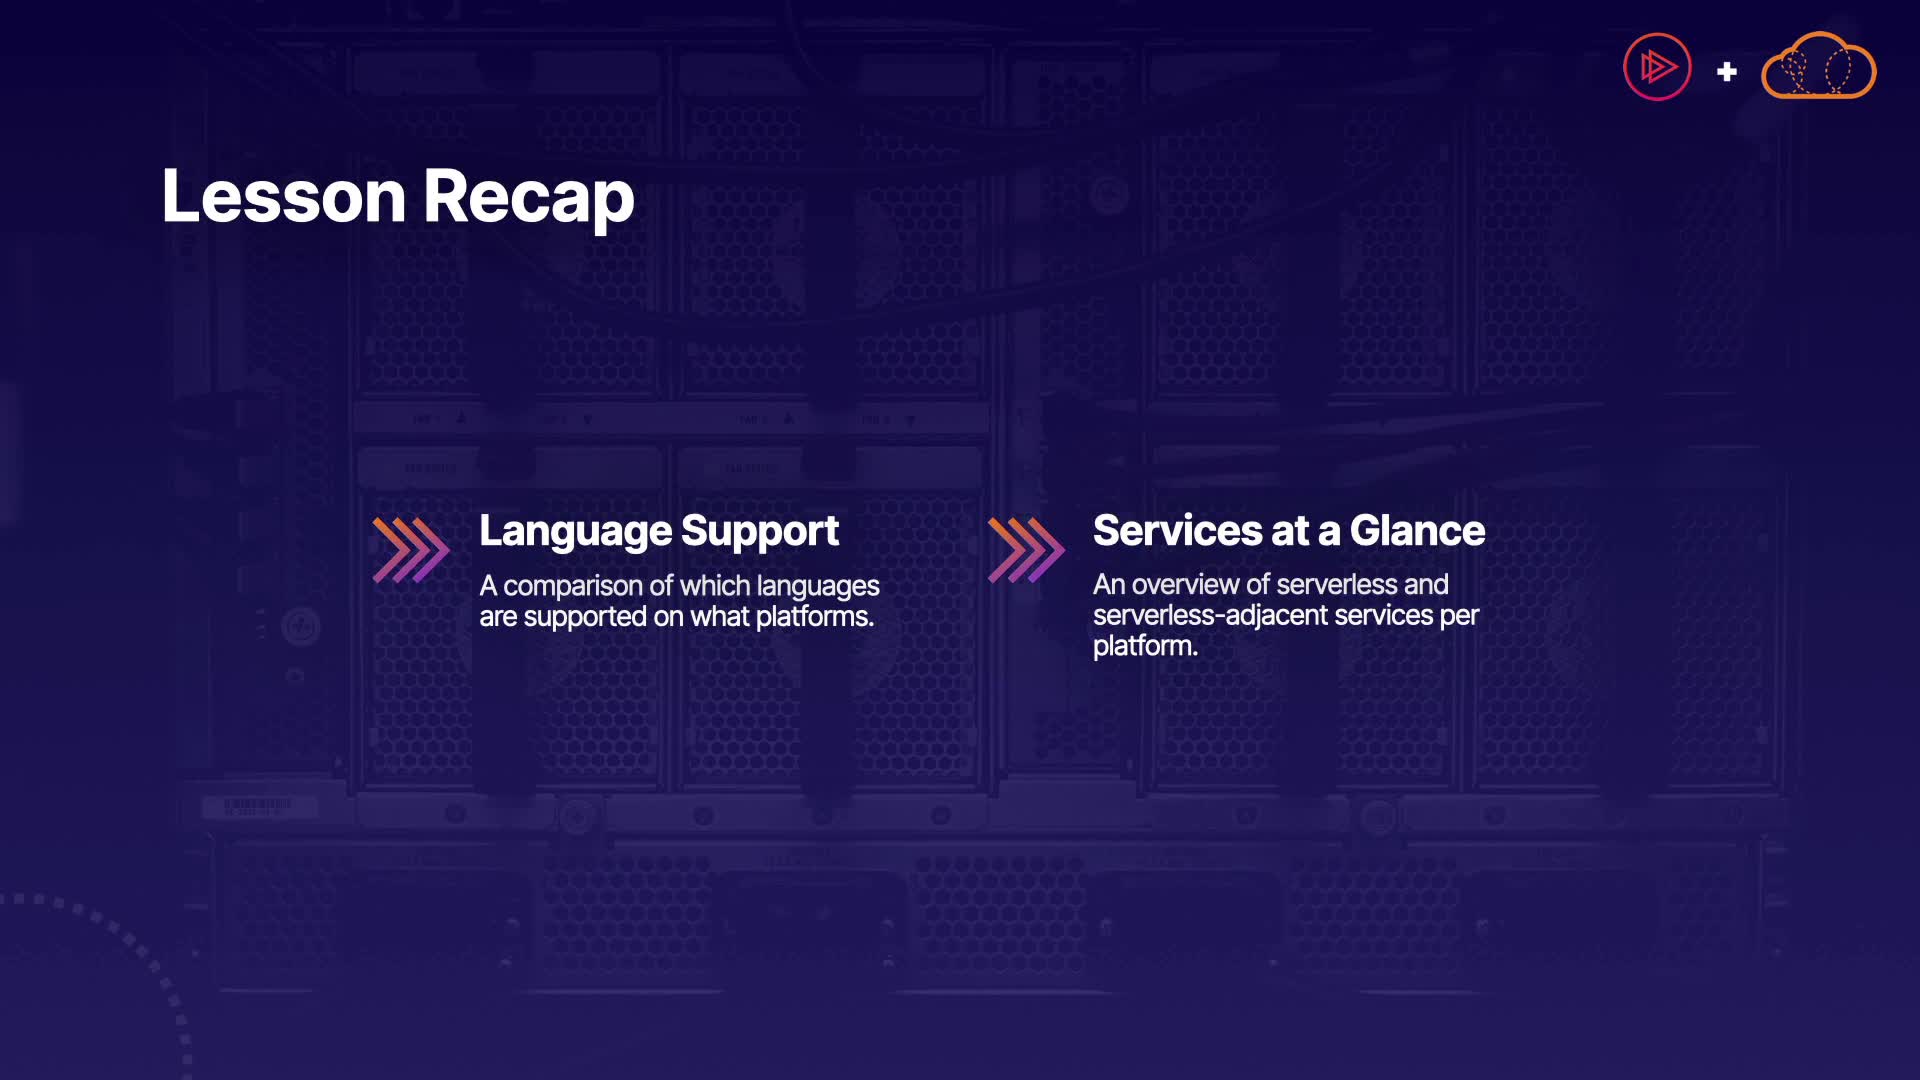 Lesson Recap
Language Support
A comparison of which languages
are supported on what platforms.
Services at a Glance
An overview of serverless and
serverless-adjacent services per
platform.